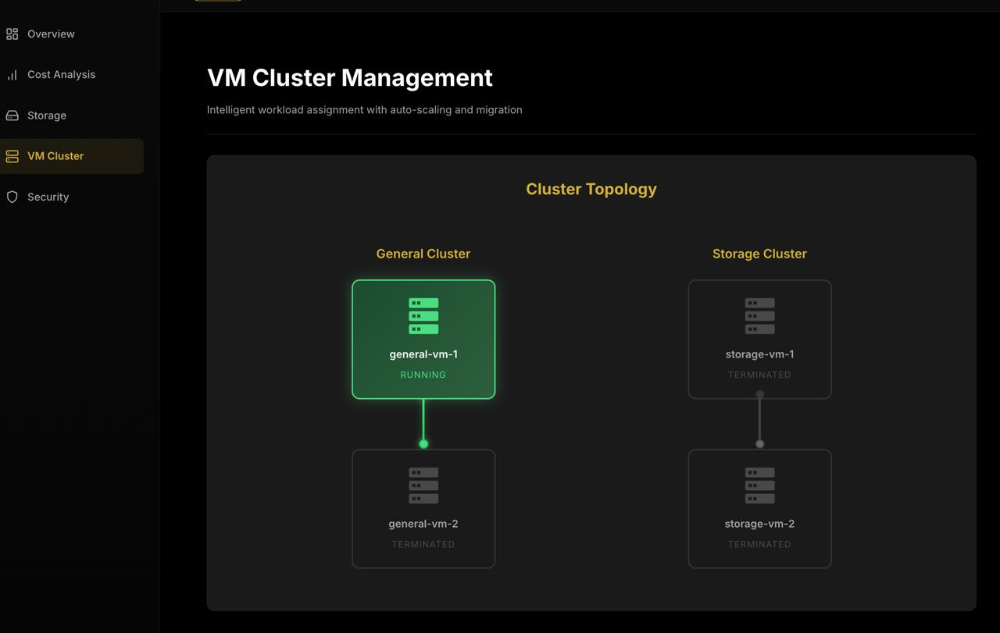 Overview
Cost Analysis
Storage
VM Cluster
Security
VM Cluster Management
Intelligent workload assignment with auto-scaling and migration
Cluster Topology
General Cluster
general-vm-1
RUNNING
general-vm-2
TERMINATED
Storage Cluster
storage-vm-1
TERMINATED
storage-vm-2
TERMINATED